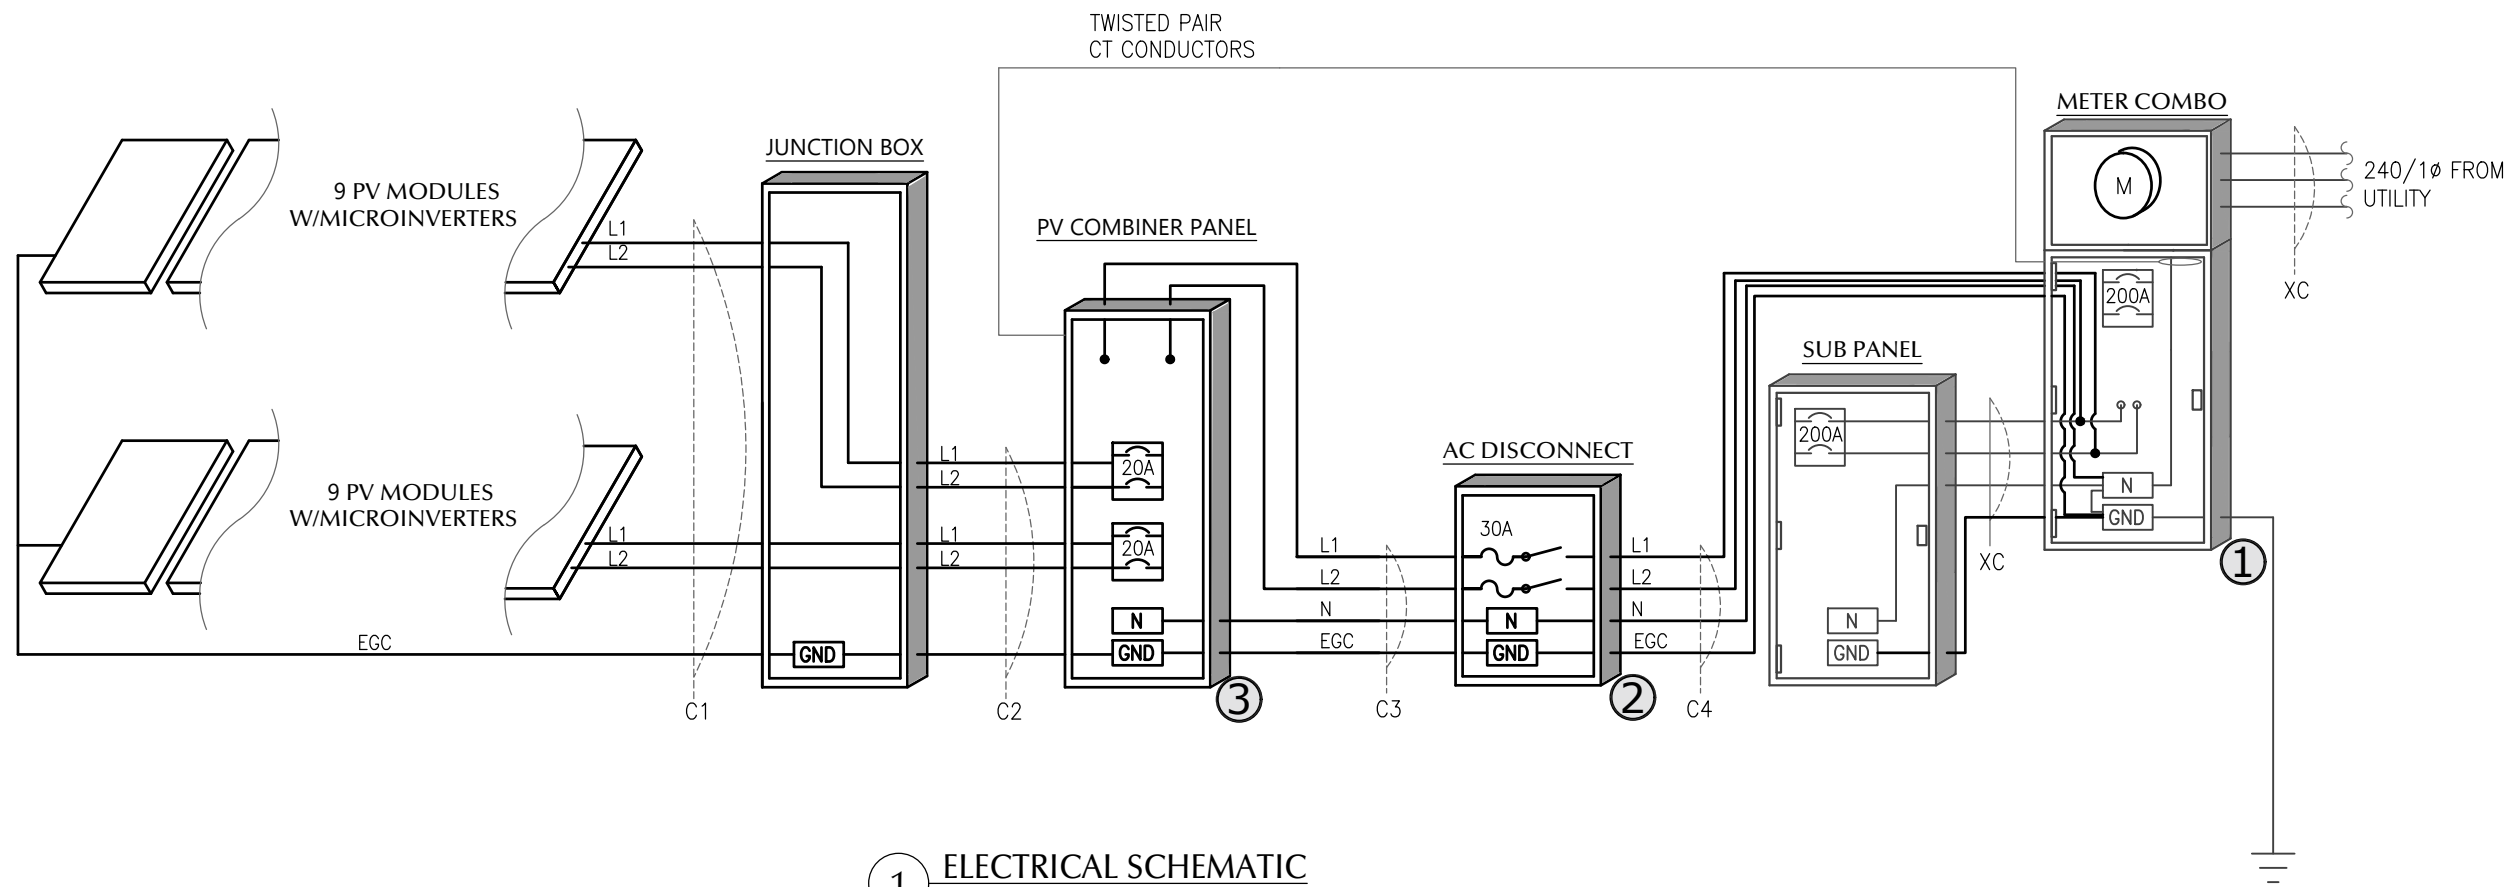 TWISTED PAIR
CT CONDUCTORS
METER COMBO
M
240/1ø FROM
UTILITY
XC
200A
N
GND
1
JUNCTION BOX
9 PV MODULES
W/MICROINVERTERS
L1
L2
9 PV MODULES
W/MICROINVERTERS
L1
L2
EGC
C1
GND
L1
L2
L1
L2
C2
PV COMBINER PANEL
20A
20A
N
GND
3
L1
L2
N
EGC
C3
AC DISCONNECT
30A
N
GND
2
L1
L2
N
EGC
C4
SUB PANEL
200A
N
GND
XC
1 ELECTRICAL SCHEMATIC